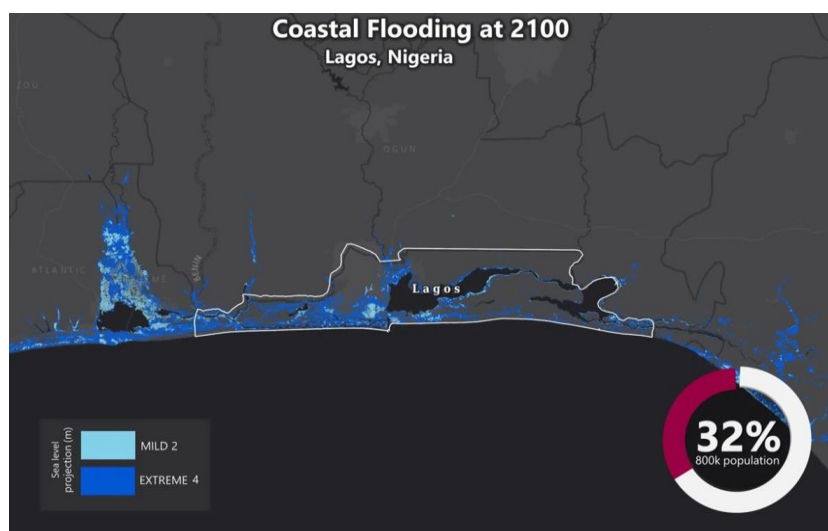 Coastal Flooding at 2100
Lagos, Nigeria
ZOU
OGUN
ATLANTIC
BENIN
Lagos
Sea level
projection (m)
MILD 2
EXTREME 4
32%
800k population